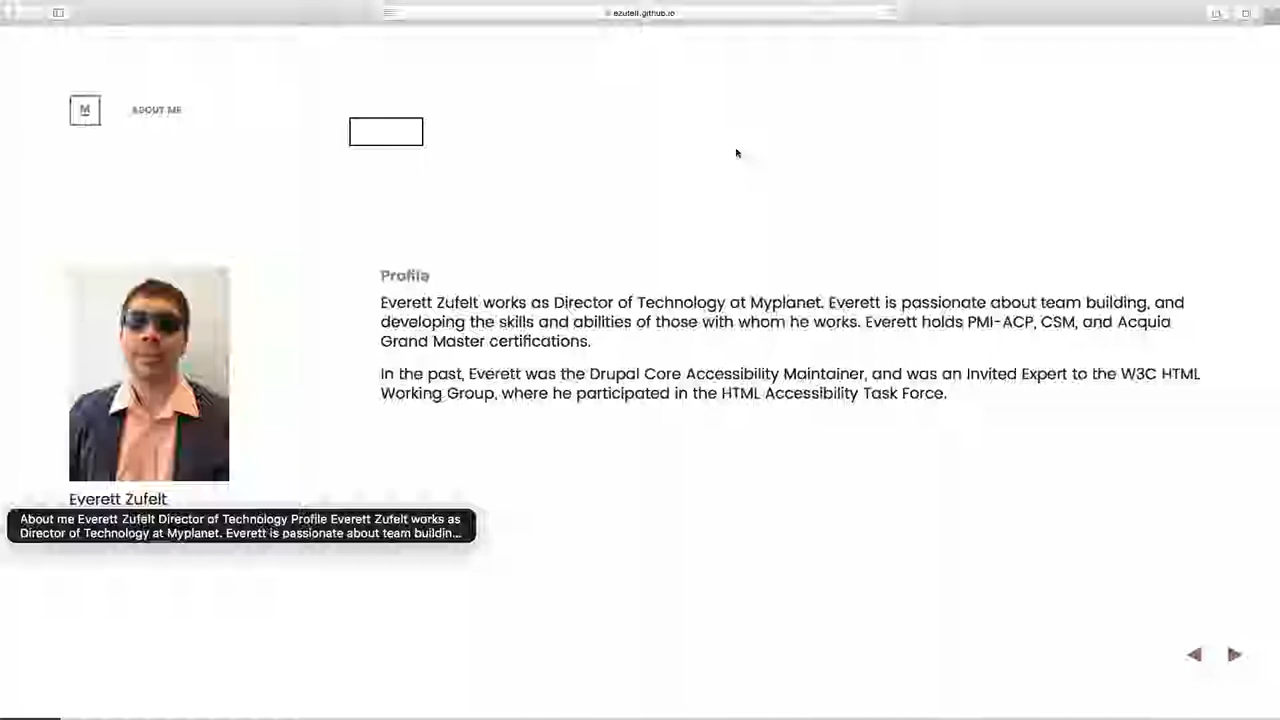 ezufelt.github.io
M
ABOUT ME
Profile
Everett Zufelt works as Director of Technology at Myplanet. Everett is passionate about team building, and
developing the skills and abilities of those with whom he works. Everett holds PMI-ACP, CSM, and Acquia
Grand Master certifications.
In the past, Everett was the Drupal Core Accessibility Maintainer, and was an Invited Expert to the W3C HTML
Working Group, where he participated in the HTML Accessibility Task Force.
Everett Zufelt
About me Everett Zufelt Director of Technology Profile Everett Zufelt works as
Director of Technology at Myplanet. Everett is passionate about team buildin...